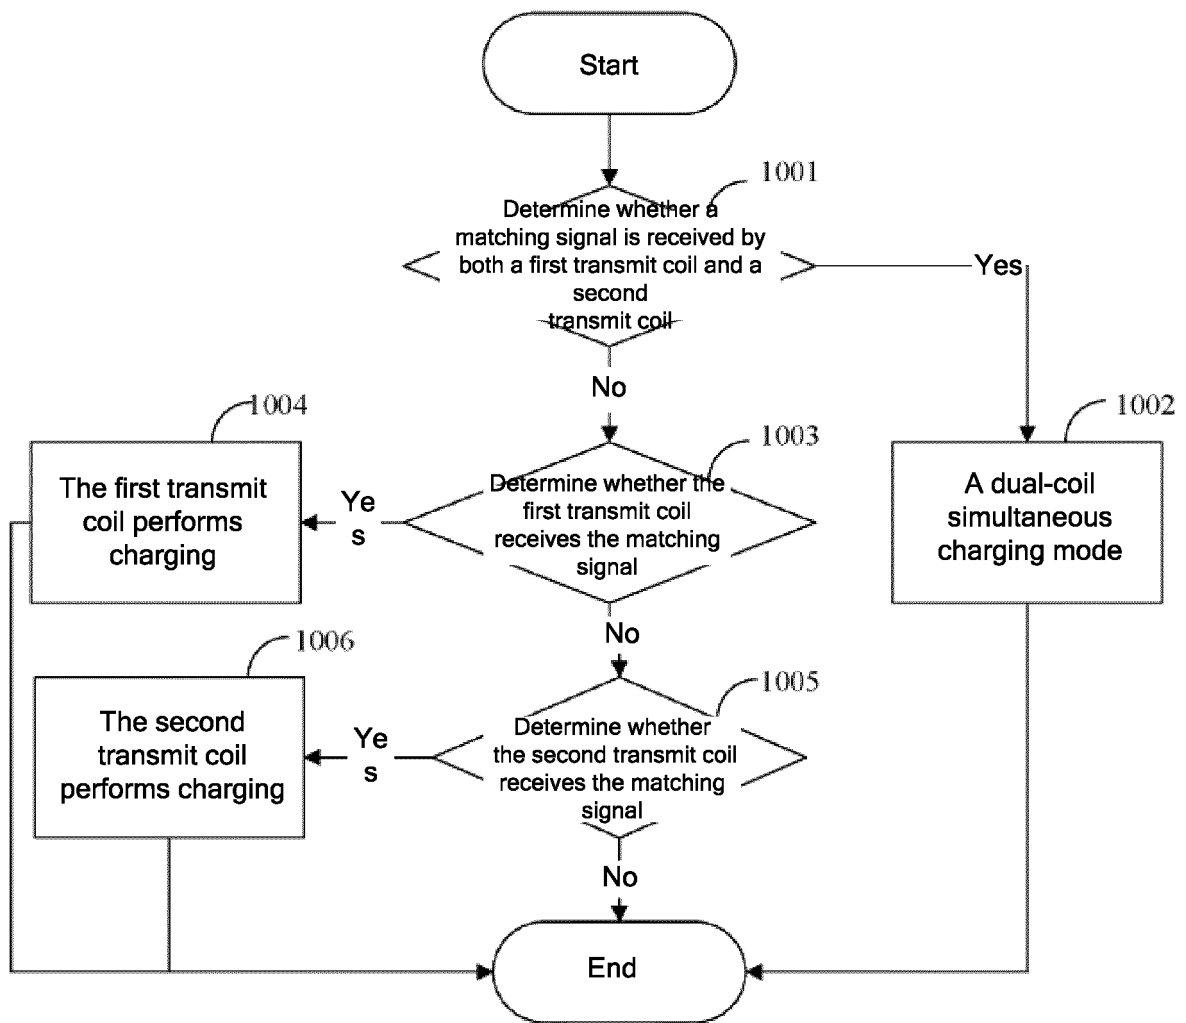 Start
1001
Determine whether a
matching signal is received by
both a first transmit coil and a
second
transmit coil
Yes
No
1004
1003
1002
The first transmit
coil performs
charging
Ye
s
Determine whether the
first transmit coil
receives the matching
signal
A dual-coil
simultaneous
charging mode
No
1006
1005
The second
transmit coil
performs charging
Ye
s
Determine whether
the second transmit coil
receives the matching
signal
No
End